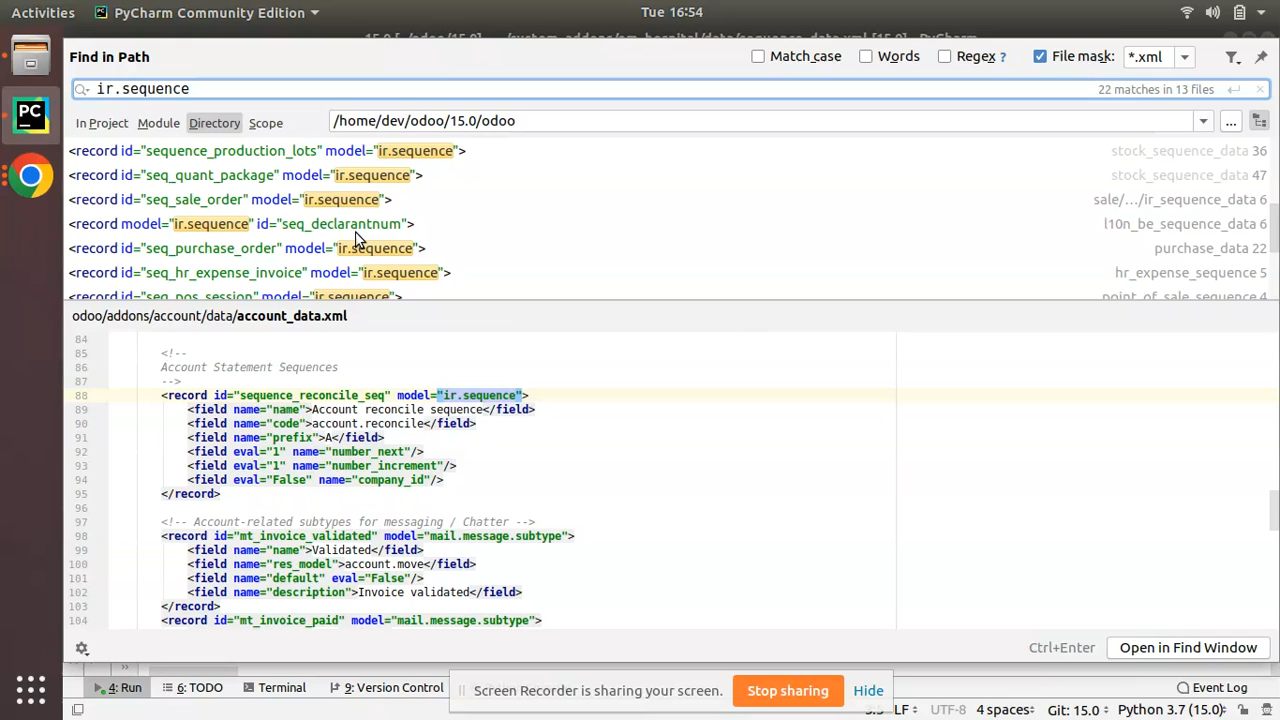 Activities
PyCharm Community Edition
Tue 16:54
Find in Path
Match case
Words
Regex ?
File mask:
*.xml
ir.sequence
22 matches in 13 files
In Project
Module
Directory
Scope
/home/dev/odoo/15.0/odoo
...
<record id="sequence_production_lots" model="ir.sequence"> stock_sequence_data 36
<record id="seq_quant_package" model="ir.sequence"> stock_sequence_data 47
<record id="seq_sale_order" model="ir.sequence"> sale/.../ir_sequence_data 6
<record model="ir.sequence" id="seq_declarantnum"> l10n_be_sequence_data 6
<record id="seq_purchase_order" model="ir.sequence"> purchase_data 22
<record id="seq_hr_expense_invoice" model="ir.sequence"> hr_expense_sequence 5
<record id="seq_pos_session" model="ir.sequence"> point_of_sale_sequence 4
odoo/addons/account/data/account_data.xml
84
85 <!--
86 Account Statement Sequences
87 -->
88 <record id="sequence_reconcile_seq" model="ir.sequence">
89 <field name="name">Account reconcile sequence</field>
90 <field name="code">account.reconcile</field>
91 <field name="prefix">A</field>
92 <field eval="1" name="number_next"/>
93 <field eval="1" name="number_increment"/>
94 <field eval="False" name="company_id"/>
95 </record>
96
97 <!-- Account-related subtypes for messaging / Chatter -->
98 <record id="mt_invoice_validated" model="mail.message.subtype">
99 <field name="name">Validated</field>
100 <field name="res_model">account.move</field>
101 <field name="default" eval="False"/>
102 <field name="description">Invoice validated</field>
103 </record>
104 <record id="mt_invoice_paid" model="mail.message.subtype">
Ctrl+Enter
Open in Find Window
4: Run
6: TODO
Terminal
9: Version Control
Screen Recorder is sharing your screen.
Stop sharing
Hide
Event Log
LF
UTF-8
4 spaces
Git: 15.0
Python 3.7 (15.0)